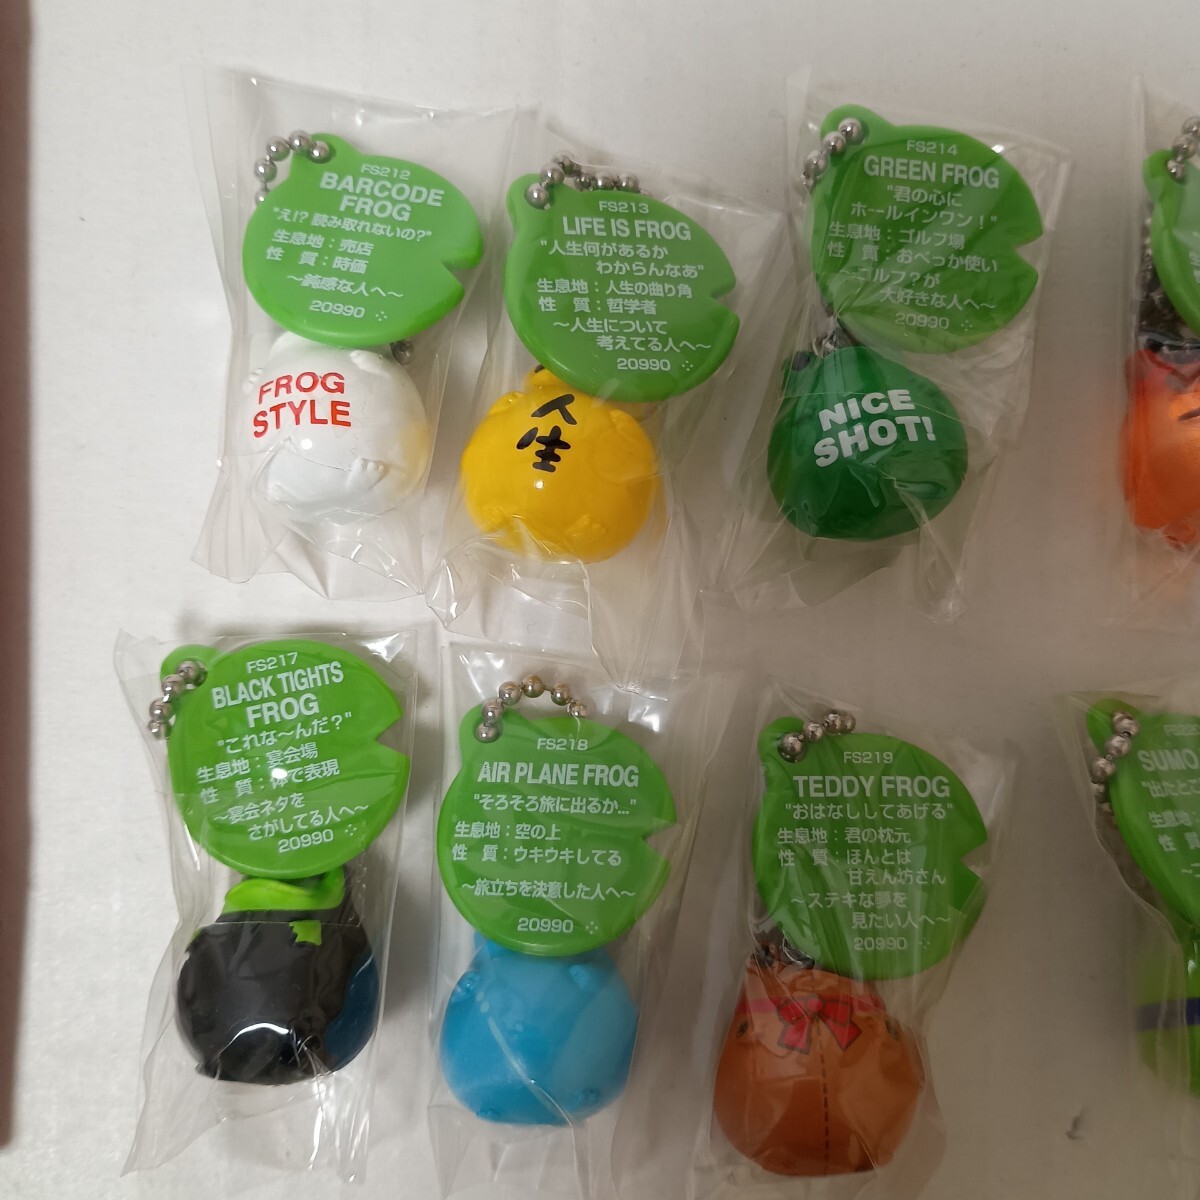 FS212
BARCODE
FROG
"え!? 読み取れないの?"
生息地：売店
性　質：時価
～鈍感な人へ～
20990
FROG
STYLE
FS213
LIFE IS FROG
"人生何があるか
わからんなあ"
生息地：人生の曲り角
性　質：哲学者
～人生について
考えてる人へ～
20990
人生
FS214
GREEN FROG
"君の心に
ホールインワン！"
生息地：ゴルフ場
性　質：おべっか使い
～ゴルフ?が
大好きな人へ～
20990
NICE
SHOT!
FS217
BLACK TIGHTS
FROG
"これな～んだ？"
生息地：宴会場
性　質：体で表現
～宴会ネタを
さがしてる人へ～
20990
FS218
AIR PLANE FROG
"そろそろ旅に出るか..."
生息地：空の上
性　質：ウキウキしてる
～旅立ちを決意した人へ～
20990
FS219
TEDDY FROG
"おはなししてあげる"
生息地：君の枕元
性　質：ほんとは
甘えん坊さん
～ステキな夢を
見たい人へ～
20990
SUMO
"出たとこ
生息地
性